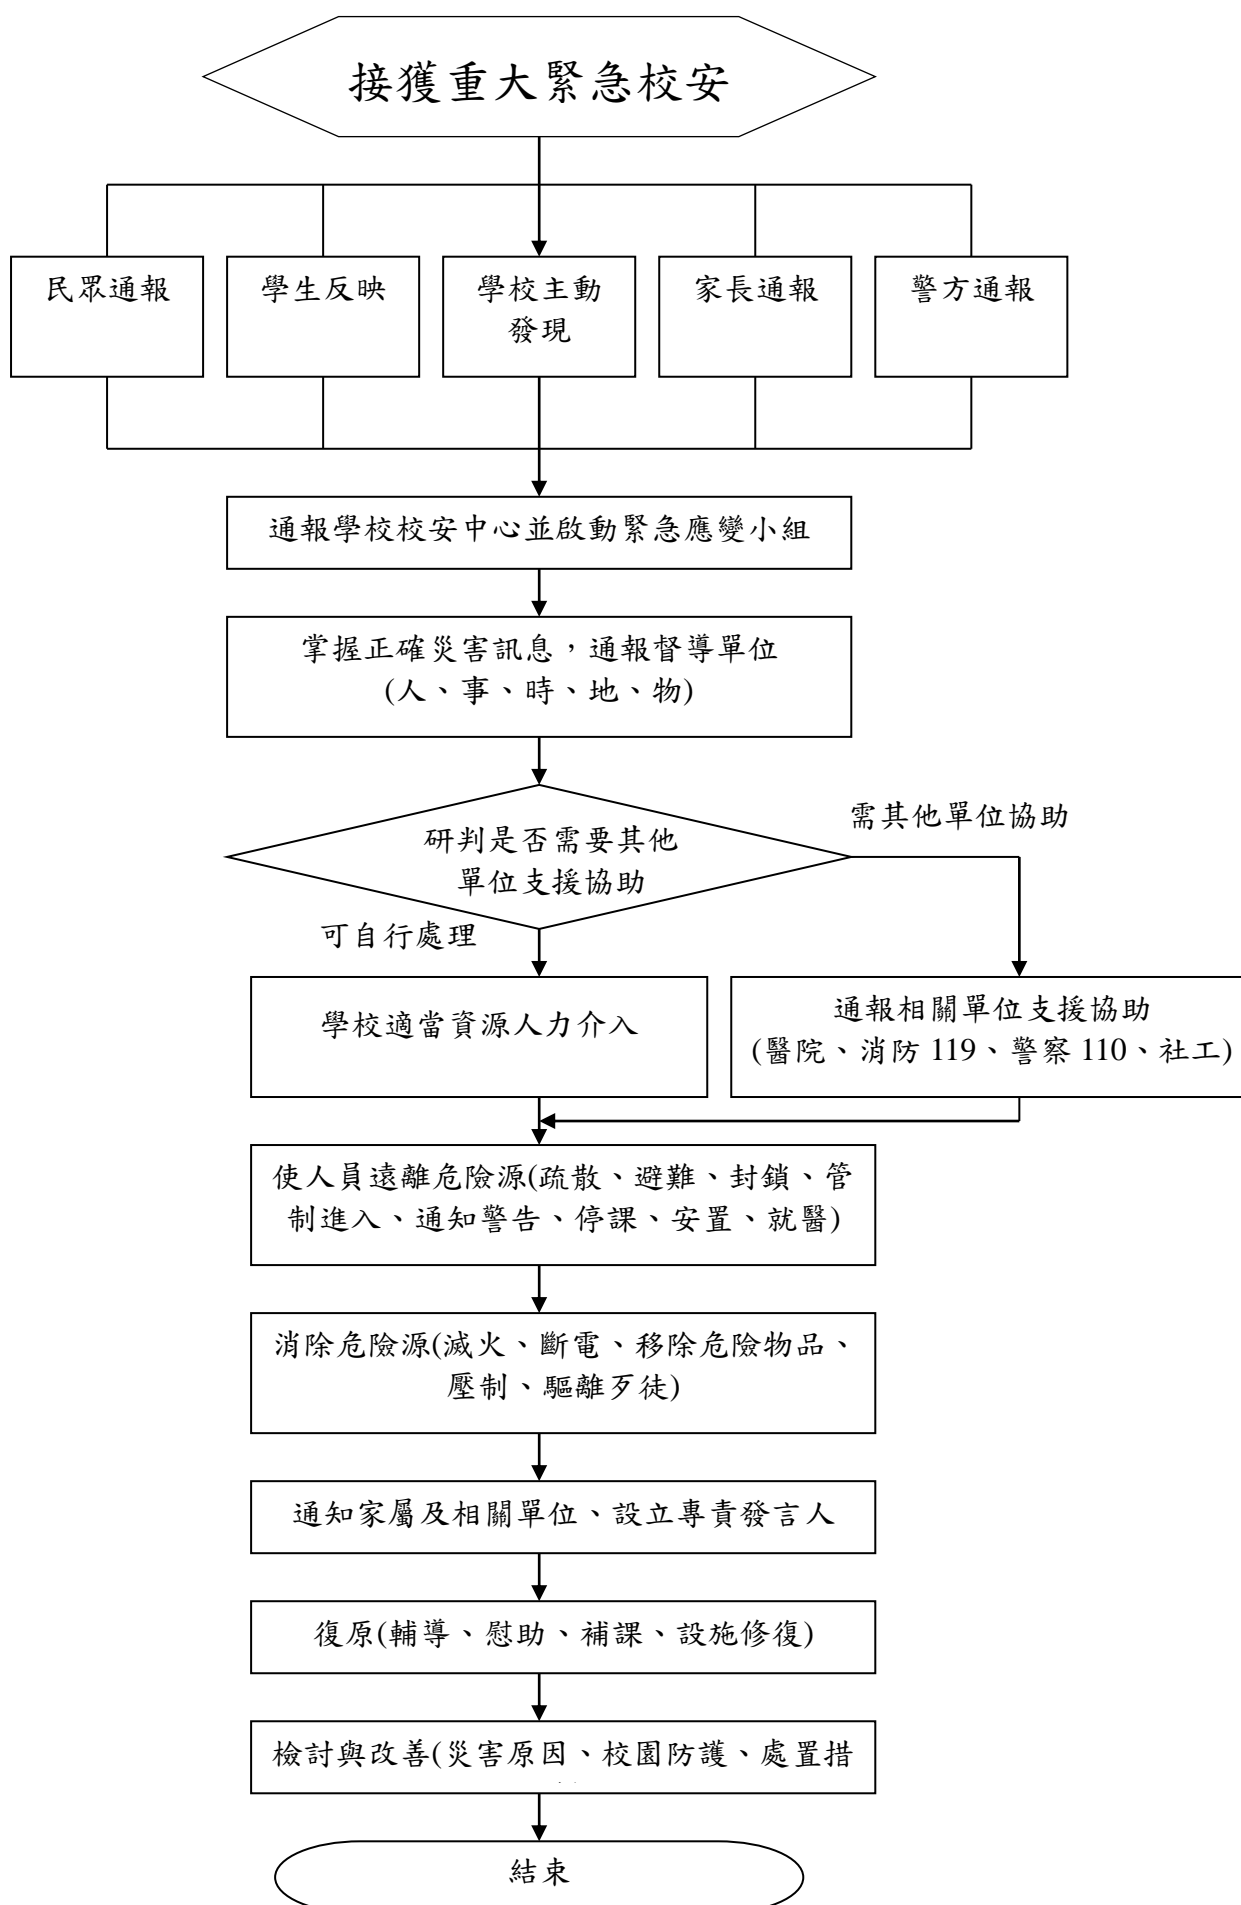 接獲重大緊急校安
民眾通報
學生反映
學校主動
發現
家長通報
警方通報
通報學校校安中心並啟動緊急應變小組
掌握正確災害訊息，通報督導單位
(人、事、時、地、物)
需其他單位協助
研判是否需要其他
單位支援協助
可自行處理
學校適當資源人力介入
通報相關單位支援協助
(醫院、消防 119、警察 110、社工)
使人員遠離危險源(疏散、避難、封鎖、管
制進入、通知警告、停課、安置、就醫)
消除危險源(滅火、斷電、移除危險物品、
壓制、驅離歹徒)
通知家屬及相關單位、設立專責發言人
復原(輔導、慰助、補課、設施修復)
檢討與改善(災害原因、校園防護、處置措
結束